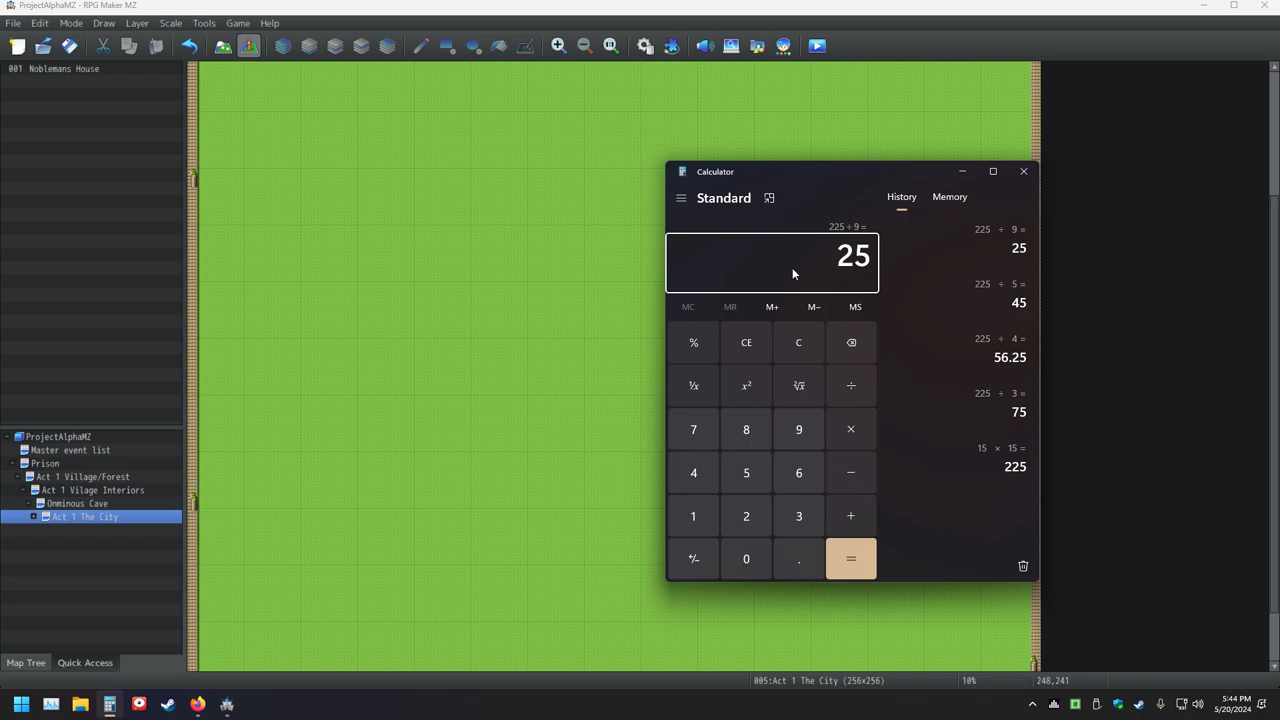 ProjectAlphaMZ - RPG Maker MZ
File Edit Mode Draw Layer Scale Tools Game Help
001 Noblemans House
Calculator
Standard
History Memory
225 ÷ 9 =
25
MC MR M+ M− MS
% CE
⅟x x² ÷
7 8 9 ×
4 5 6 −
1 2 3 +
+/− 0 =
225 ÷ 9 =
25
225 ÷ 5 =
45
225 ÷ 4 =
56.25
225 ÷ 3 =
75
15 × 15 =
225
ProjectAlphaMZ
Master event list
Prison
Act 1 Village/Forest
Act 1 Vilage Interiors
Onminous Cave
Act 1 The City
Map Tree Quick Access
005:Act 1 The City (256x256) 10% 248,241
5:44 PM
5/20/2024